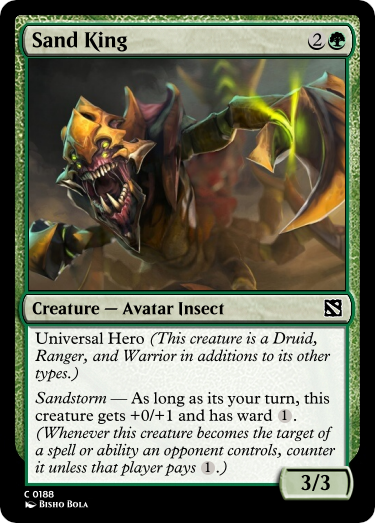 Sand King 2
Creature — Avatar Insect
Universal Hero (This creature is a Druid,
Ranger, and Warrior in additions to its other
types.)
Sandstorm — As long as its your turn, this
creature gets +0/+1 and has ward 1.
(Whenever this creature becomes the target of
a spell or ability an opponent controls, counter
it unless that player pays 1.)
3/3
C 0188
Bisho Bola